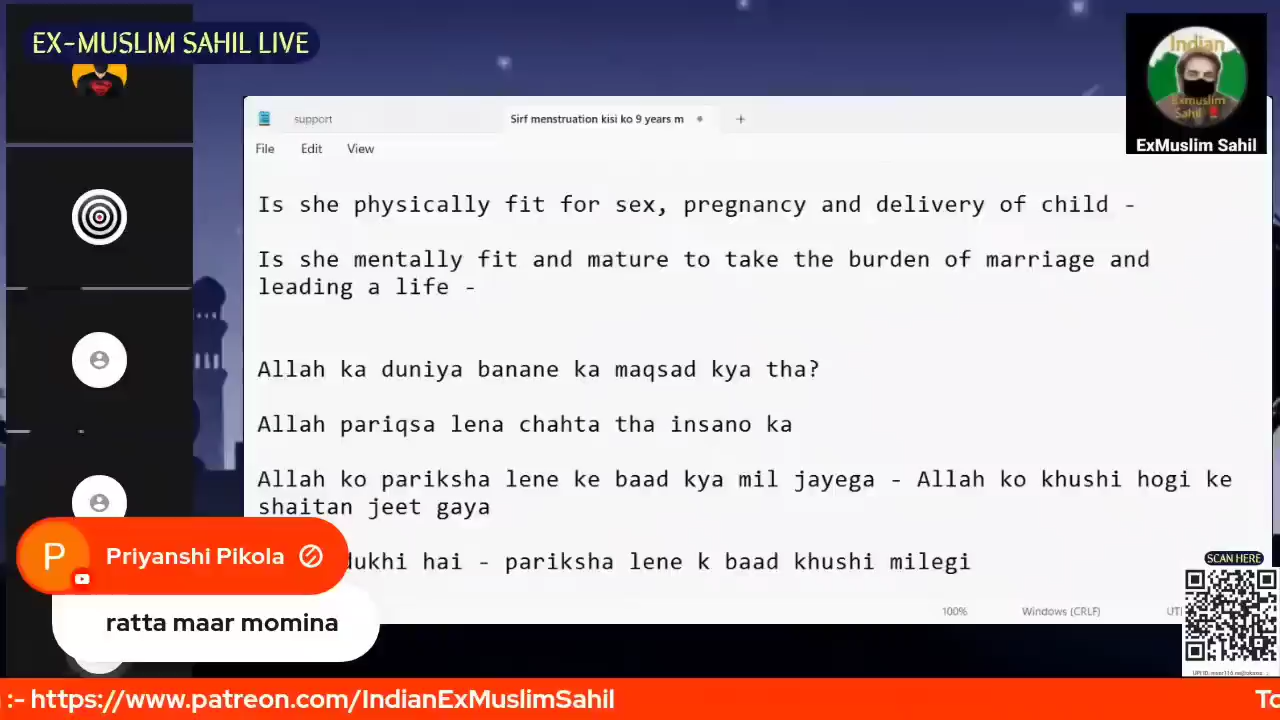 EX-MUSLIM SAHIL LIVE
Indian
Exmuslim
Sahil
ExMuslim Sahil
support
Sirf menstruation kisi ko 9 years m
File Edit View
Is she physically fit for sex, pregnancy and delivery of child -
Is she mentally fit and mature to take the burden of marriage and
leading a life -
Allah ka duniya banane ka maqsad kya tha?
Allah pariqsa lena chahta tha insano ka
Allah ko pariksha lene ke baad kya mil jayega - Allah ko khushi hogi ke
shaitan jeet gaya
dukhi hai - pariksha lene k baad khushi milegi
100% Windows (CRLF)
P
Priyanshi Pikola
ratta maar momina
SCAN HERE
:- https://www.patreon.com/IndianExMuslimSahil
To